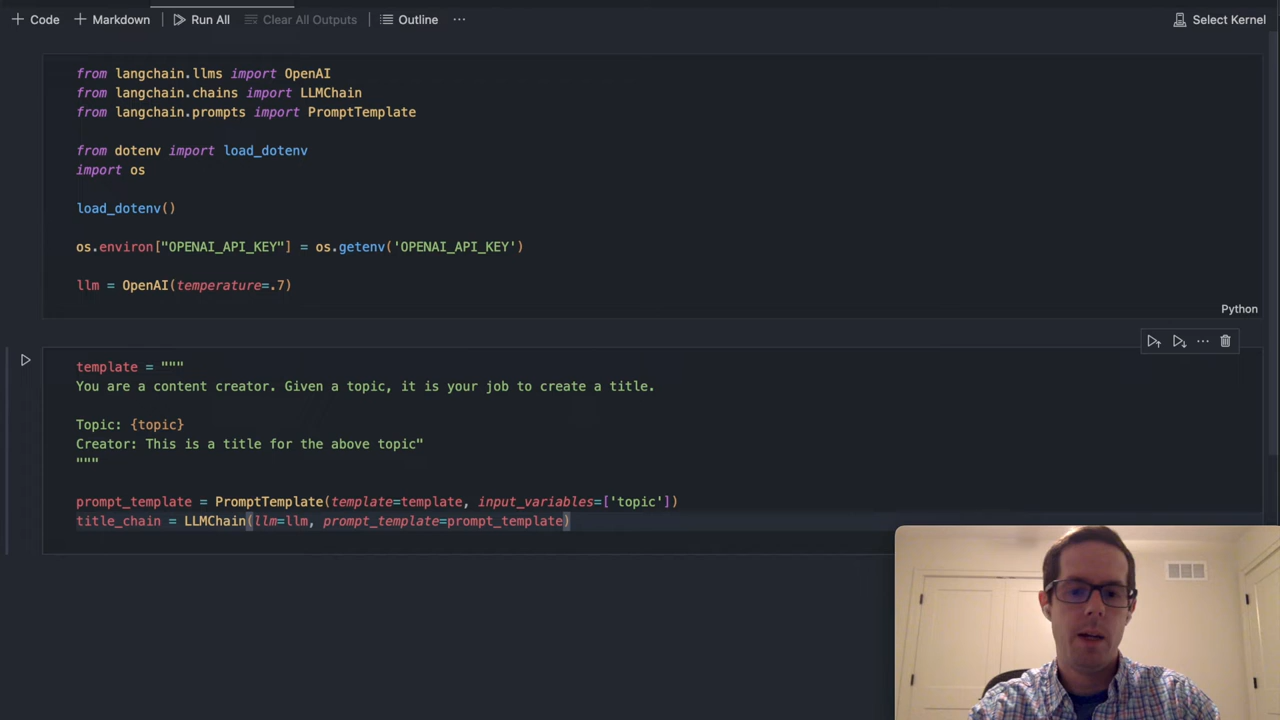 Code
Markdown
Run All
Clear All Outputs
Outline
...
Select Kernel
from langchain.llms import OpenAI
from langchain.chains import LLMChain
from langchain.prompts import PromptTemplate
from dotenv import load_dotenv
import os
load_dotenv()
os.environ["OPENAI_API_KEY"] = os.getenv('OPENAI_API_KEY')
llm = OpenAI(temperature=.7)
Python
template = """
You are a content creator. Given a topic, it is your job to create a title.
Topic: {topic}
Creator: This is a title for the above topic"
"""
prompt_template = PromptTemplate(template=template, input_variables=['topic'])
title_chain = LLMChain(llm=llm, prompt_template=prompt_template)